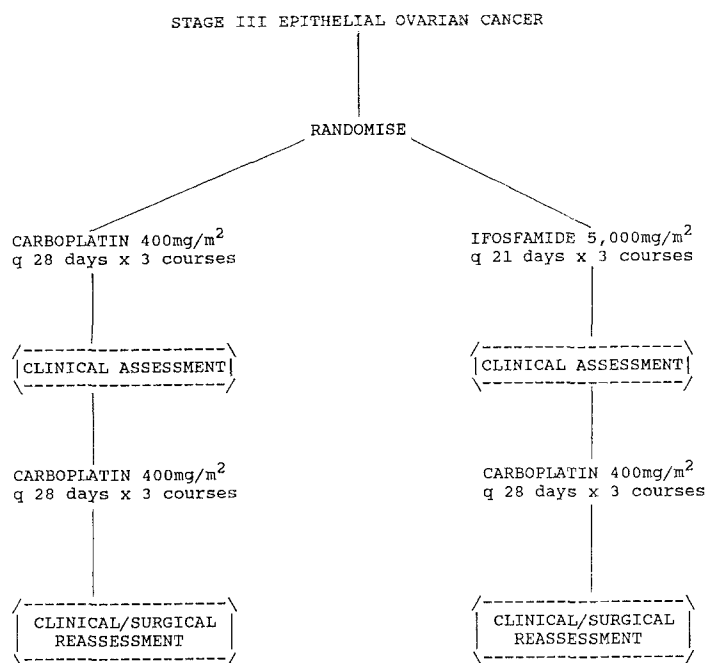 STAGE III EPITHELIAL OVARIAN CANCER
RANDOMISE
CARBOPLATIN 400mg/m²
q 28 days x 3 courses
IFOSFAMIDE 5,000mg/m²
q 21 days x 3 courses
CLINICAL ASSESSMENT
CLINICAL ASSESSMENT
CARBOPLATIN 400mg/m²
q 28 days x 3 courses
CARBOPLATIN 400mg/m²
q 28 days x 3 courses
CLINICAL/SURGICAL
REASSESSMENT
CLINICAL/SURGICAL
REASSESSMENT